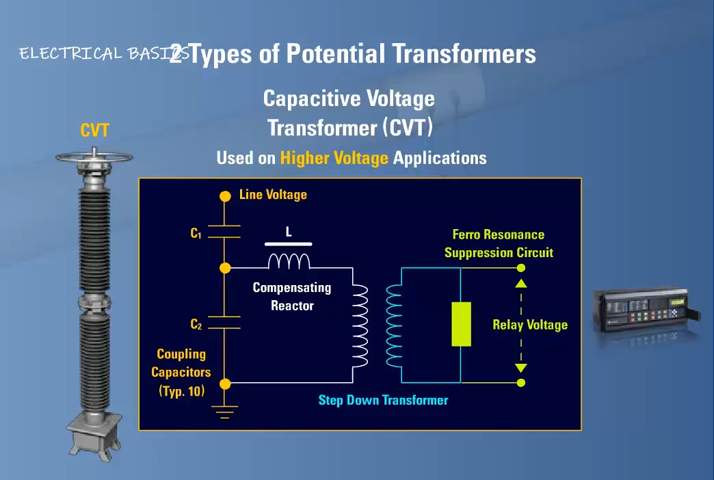 ELECTRICAL BASICS
2 Types of Potential Transformers
Capacitive Voltage
Transformer (CVT)
Used on Higher Voltage Applications
CVT
Line Voltage
C1
L
Compensating
Reactor
Ferro Resonance
Suppression Circuit
C2
Relay Voltage
Coupling
Capacitors
(Typ. 10)
Step Down Transformer